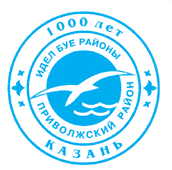 1000 лет
ИДЕЛ БУЕ РАЙОНЫ
ПРИВОЛЖСКИЙ РАЙОН
КАЗАНЬ